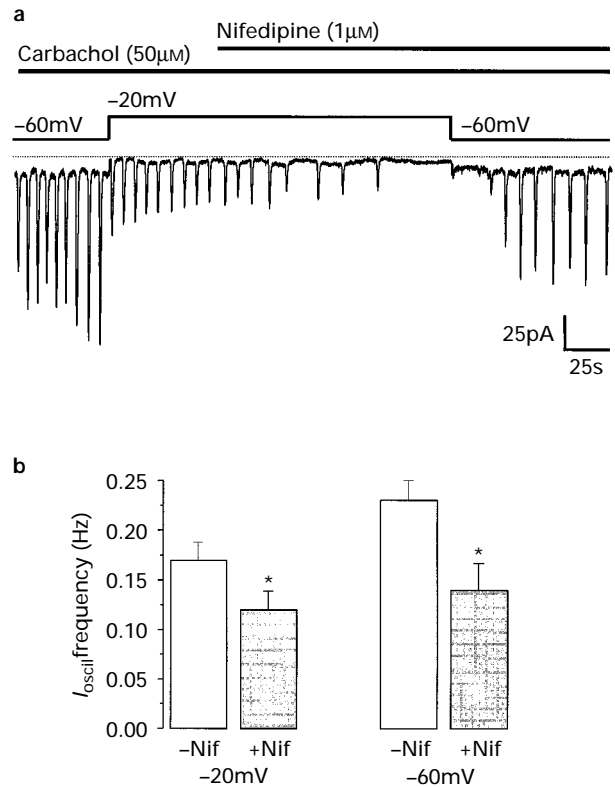 a
Nifedipine (1µM)
Carbachol (50µM)
–20mV
–60mV
–60mV
25pA
25s
b
0.25
0.20
0.15
0.10
0.05
0.00
Ioscil frequency (Hz)
*
*
–Nif +Nif –Nif +Nif
–20mV –60mV